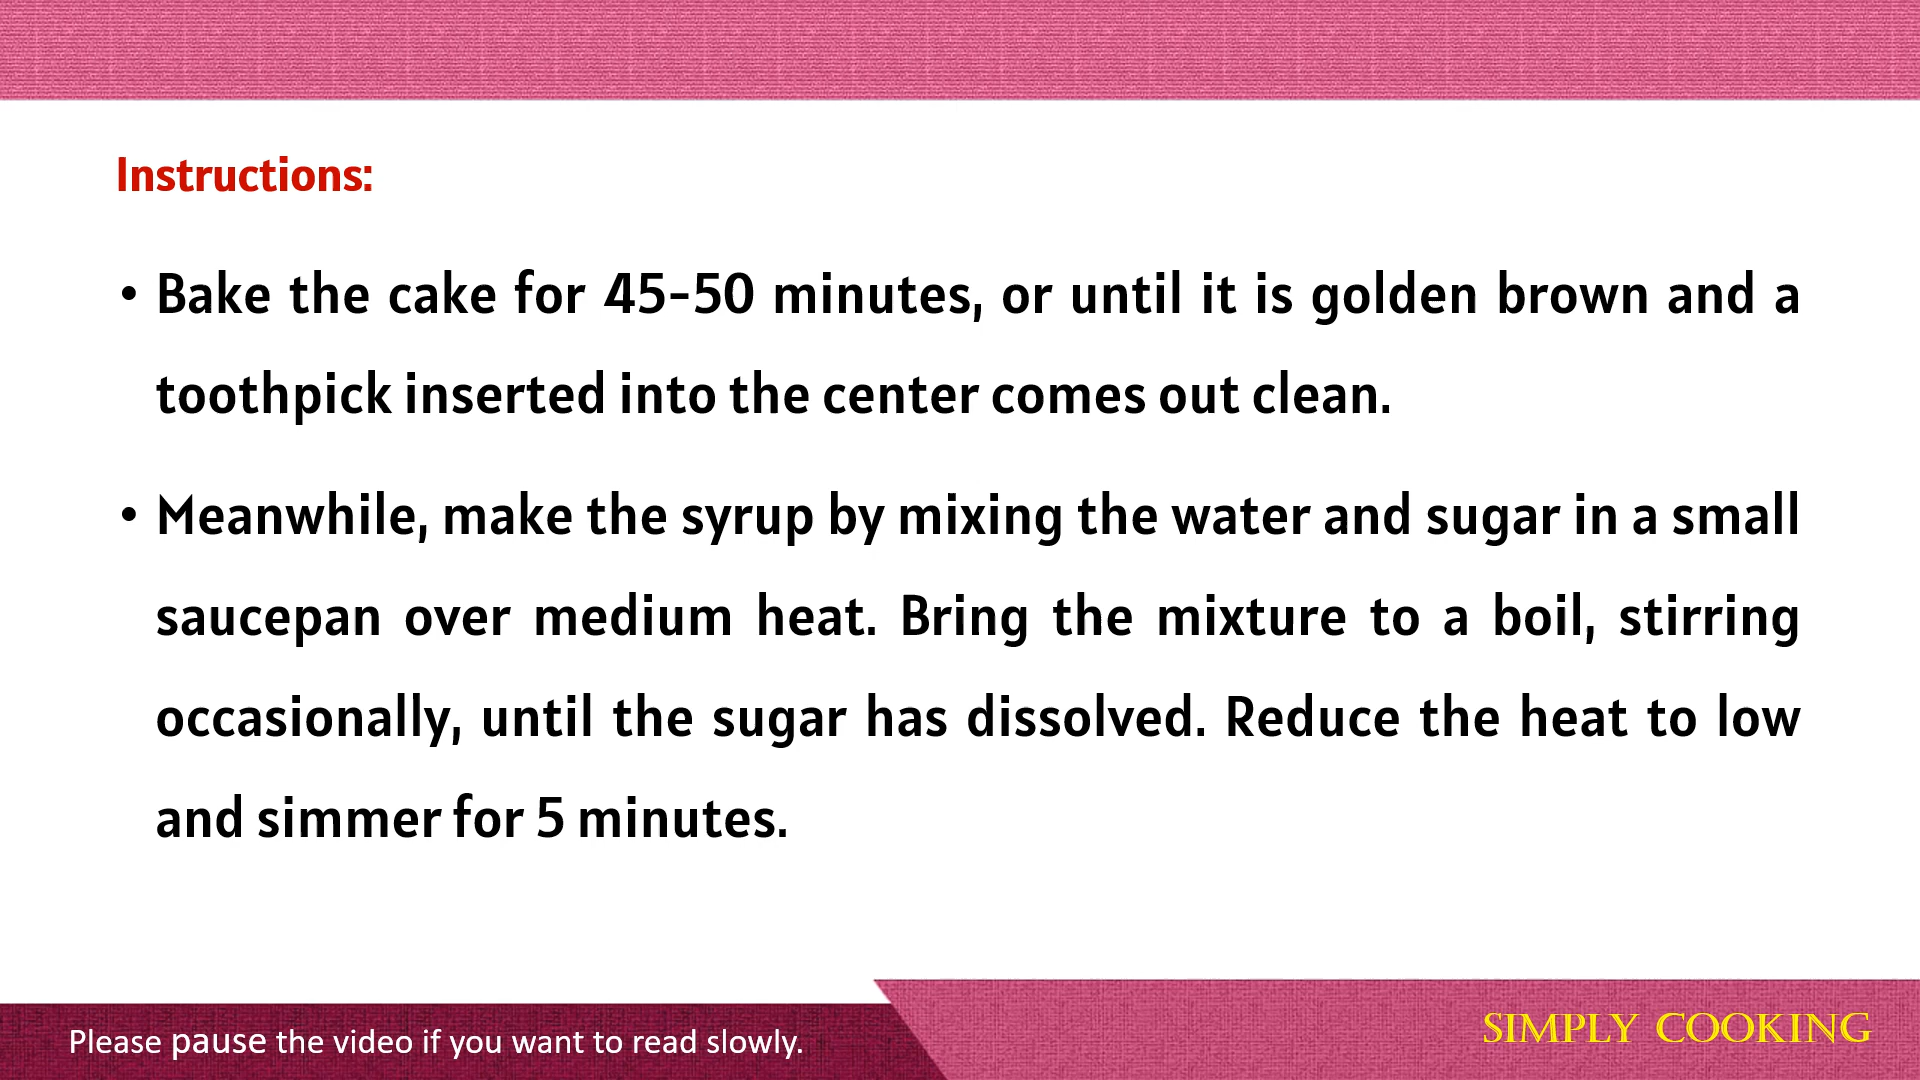 Instructions:
• Bake the cake for 45-50 minutes, or until it is golden brown and a
toothpick inserted into the center comes out clean.
• Meanwhile, make the syrup by mixing the water and sugar in a small
saucepan over medium heat. Bring the mixture to a boil, stirring
occasionally, until the sugar has dissolved. Reduce the heat to low
and simmer for 5 minutes.
Please pause the video if you want to read slowly.
SIMPLY COOKING